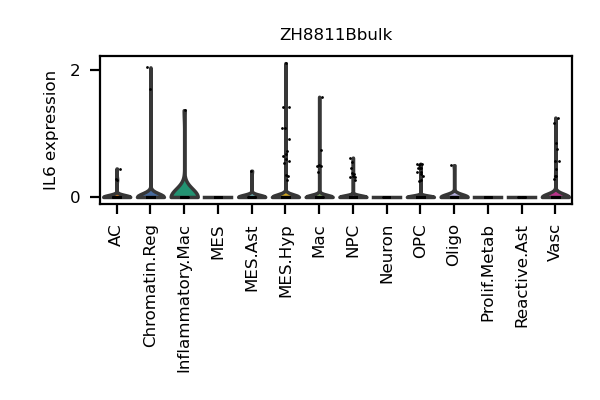 ZH8811Bbulk
IL6 expression
2
0
AC
Chromatin.Reg
Inflammatory.Mac
MES
MES.Ast
MES.Hyp
Mac
NPC
Neuron
OPC
Oligo
Prolif.Metab
Reactive.Ast
Vasc